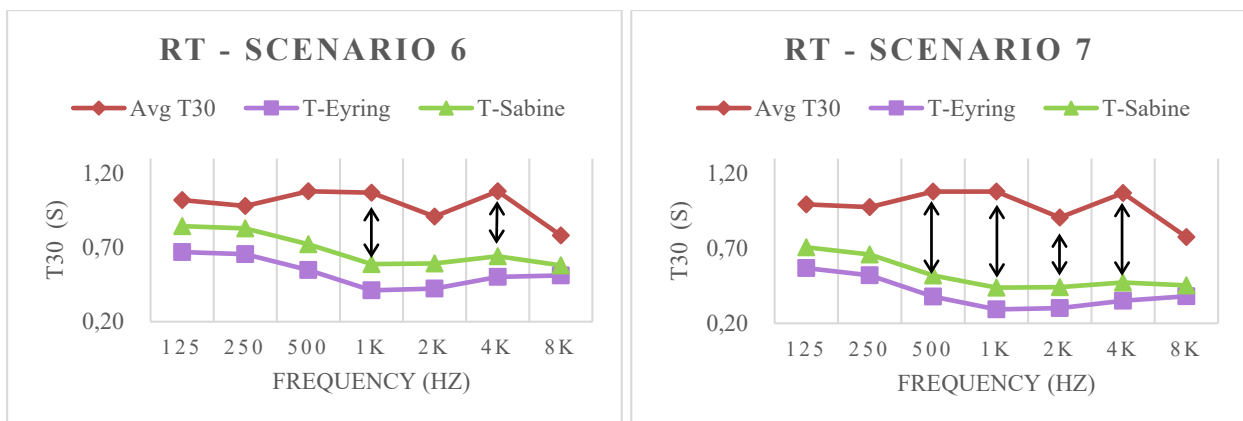 RT - SCENARIO 6
Avg T30 T-Eyring T-Sabine
1,20
0,70
0,20
T30 (S)
125 250 500 1K 2K 4K 8K
FREQUENCY (HZ)
RT - SCENARIO 7
Avg T30 T-Eyring T-Sabine
1,20
0,70
0,20
T30 (S)
125 250 500 1K 2K 4K 8K
FREQUENCY (HZ)